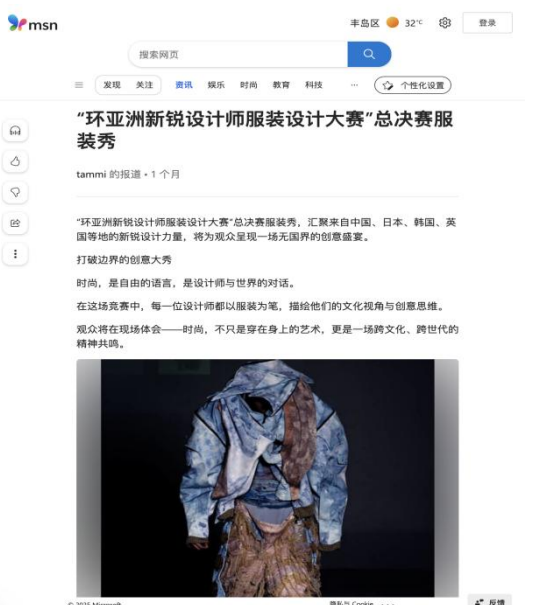 msn
丰岛区 32°C 登录
搜索网页
发现 关注 资讯 娱乐 时尚 教育 科技 ... 个性化设置
“环亚洲新锐设计师服装设计大赛”总决赛服
装秀
tammi 的报道 • 1 个月
“环亚洲新锐设计师服装设计大赛”总决赛服装秀，汇聚来自中国、日本、韩国、英
国等地的新锐设计力量，将为观众呈现一场无国界的创意盛宴。
打破边界的创意大秀
时尚，是自由的语言，是设计师与世界的对话。
在这场竞赛中，每一位设计师都以服装为笔，描绘他们的文化视角与创意思维。
观众将在现场体会——时尚，不只是穿在身上的艺术，更是一场跨文化、跨世代的
精神共鸣。
© 2025 Microsoft 隐私与 Cookie ... 反馈